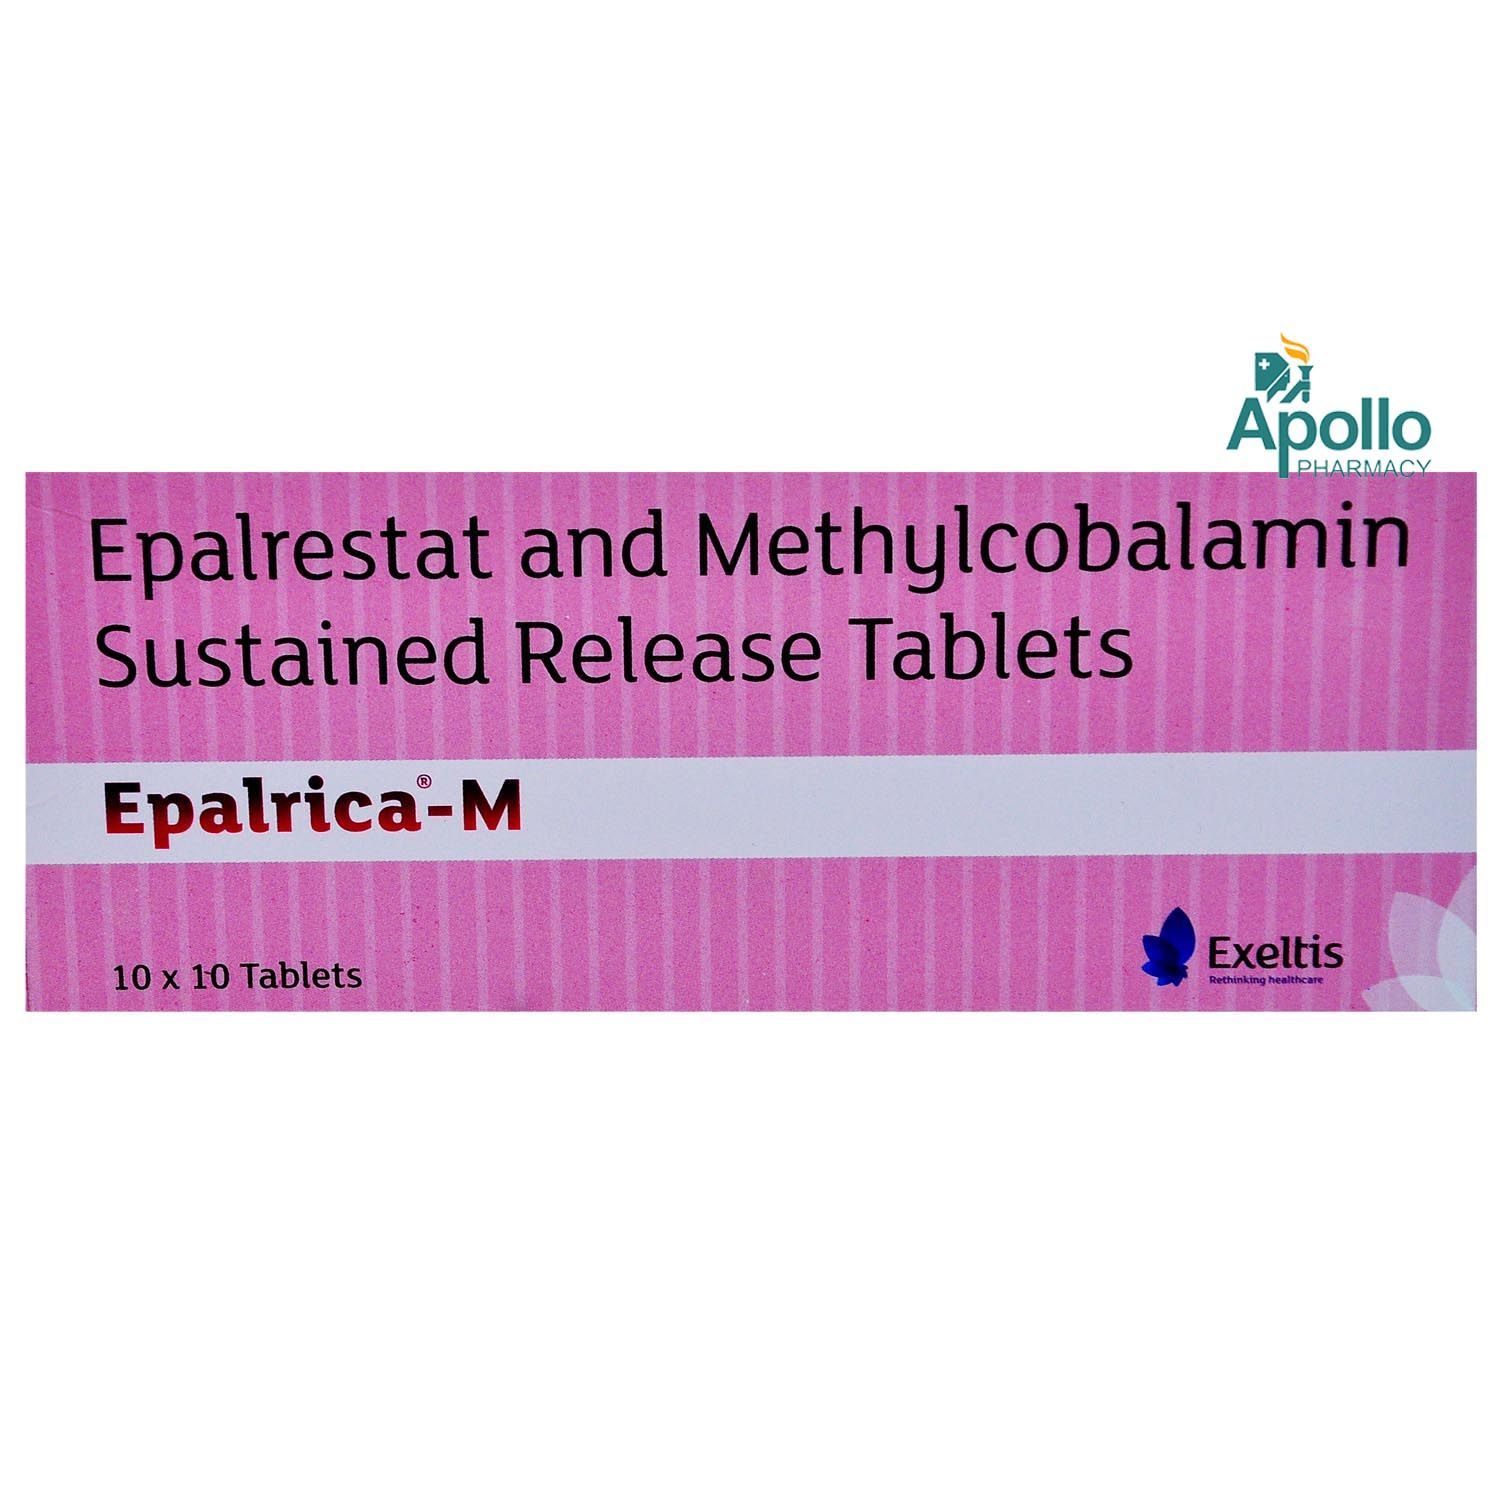 Apollo
PHARMACY
Epalrestat and Methylcobalamin
Sustained Release Tablets
Epalrica®-M
10 x 10 Tablets
Exeltis
Rethinking healthcare